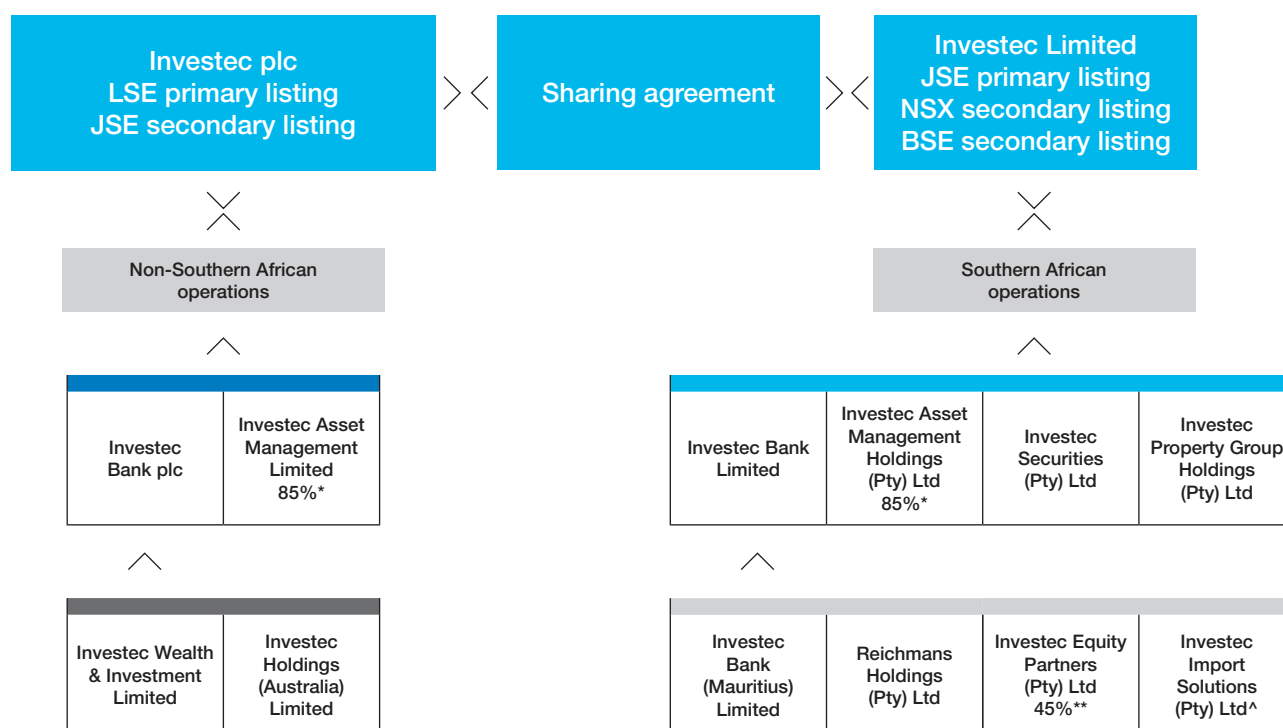 Investec plc
LSE primary listing
JSE secondary listing
Sharing agreement
Investec Limited
JSE primary listing
NSX secondary listing
BSE secondary listing
Non-Southern African
operations
Southern African
operations
Investec
Bank plc
Investec Asset
Management
Limited
85%*
Investec Bank
Limited
Investec Asset
Management
Holdings
(Pty) Ltd
85%*
Investec
Securities
(Pty) Ltd
Investec
Property Group
Holdings
(Pty) Ltd
Investec Wealth
& Investment
Limited
Investec
Holdings
(Australia)
Limited
Investec
Bank
(Mauritius)
Limited
Reichmans
Holdings
(Pty) Ltd
Investec Equity
Partners
(Pty) Ltd
45%**
Investec
Import
Solutions
(Pty) Ltd^